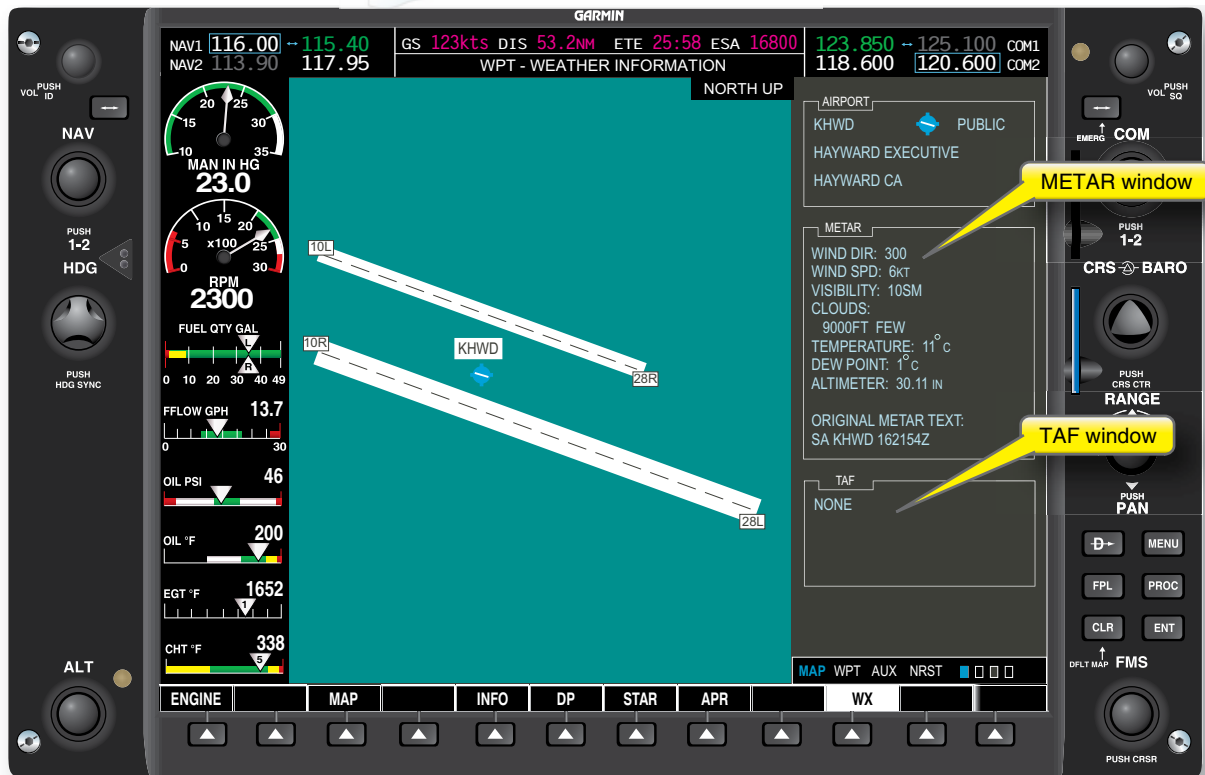 GARMIN
NAV1 116.00 ↔ 115.40
NAV2 113.90 117.95
GS 123kts DIS 53.2NM ETE 25:58 ESA 16800
WPT - WEATHER INFORMATION
123.850 ↔ 125.100 COM1
118.600 120.600 COM2
VOL PUSH ID
NAV
PUSH
1-2
HDG
PUSH
HDG SYNC
ALT
20 25
15 30
10 35
MAN IN HG
23.0
15
10 20
5 x100 25
0 30
RPM
2300
FUEL QTY GAL
L
R
0 10 20 30 40 49
FFLOW GPH 13.7
0 30
OIL PSI 46
OIL °F 200
EGT °F 1652
1
CHT °F 338
5
NORTH UP
10L
10R
KHWD
28R
28L
AIRPORT
KHWD PUBLIC
HAYWARD EXECUTIVE
HAYWARD CA
METAR
WIND DIR: 300
WIND SPD: 6KT
VISIBILITY: 10SM
CLOUDS:
9000FT FEW
TEMPERATURE: 11°C
DEW POINT: 1°C
ALTIMETER: 30.11 IN
ORIGINAL METAR TEXT:
SA KHWD 162154Z
TAF
NONE
METAR window
TAF window
MAP WPT AUX NRST
ENGINE MAP INFO DP STAR APR WX
VOL PUSH SQ
EMERG COM
PUSH
1-2
CRS BARO
PUSH
CRS CTR
RANGE
PUSH
PAN
D MENU
FPL PROC
CLR ENT
DFLT MAP FMS
PUSH CRSR